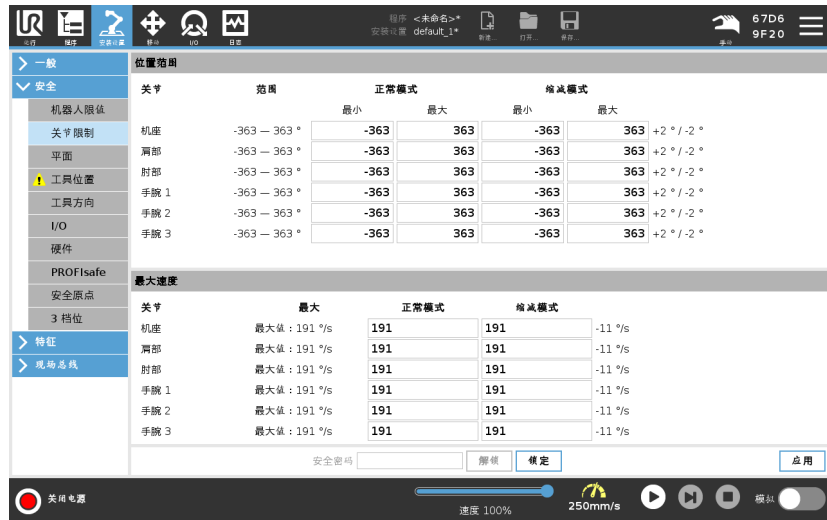 UR 程序 <未命名>* 67D6
安装设置 default_1* 9F20
运行 程序 安装设置 移动 I/O 日志 新建... 打开... 保存... 手动
一般
安全
机器人限值
关节限制
平面
工具位置
工具方向
I/O
硬件
PROFIsafe
安全原点
3 档位
特征
现场总线
位置范围
关节 范围 正常模式 缩减模式
最小 最大 最小 最大
机座 -363 — 363 ° -363 363 -363 363 +2 ° / -2 °
肩部 -363 — 363 ° -363 363 -363 363 +2 ° / -2 °
肘部 -363 — 363 ° -363 363 -363 363 +2 ° / -2 °
手腕 1 -363 — 363 ° -363 363 -363 363 +2 ° / -2 °
手腕 2 -363 — 363 ° -363 363 -363 363 +2 ° / -2 °
手腕 3 -363 — 363 ° -363 363 -363 363 +2 ° / -2 °
最大速度
关节 最大 正常模式 缩减模式
机座 最大值：191 °/s 191 191 -11 °/s
肩部 最大值：191 °/s 191 191 -11 °/s
肘部 最大值：191 °/s 191 191 -11 °/s
手腕 1 最大值：191 °/s 191 191 -11 °/s
手腕 2 最大值：191 °/s 191 191 -11 °/s
手腕 3 最大值：191 °/s 191 191 -11 °/s
安全密码 解锁 锁定 应用
关闭电源 速度 100% 250mm/s 模拟